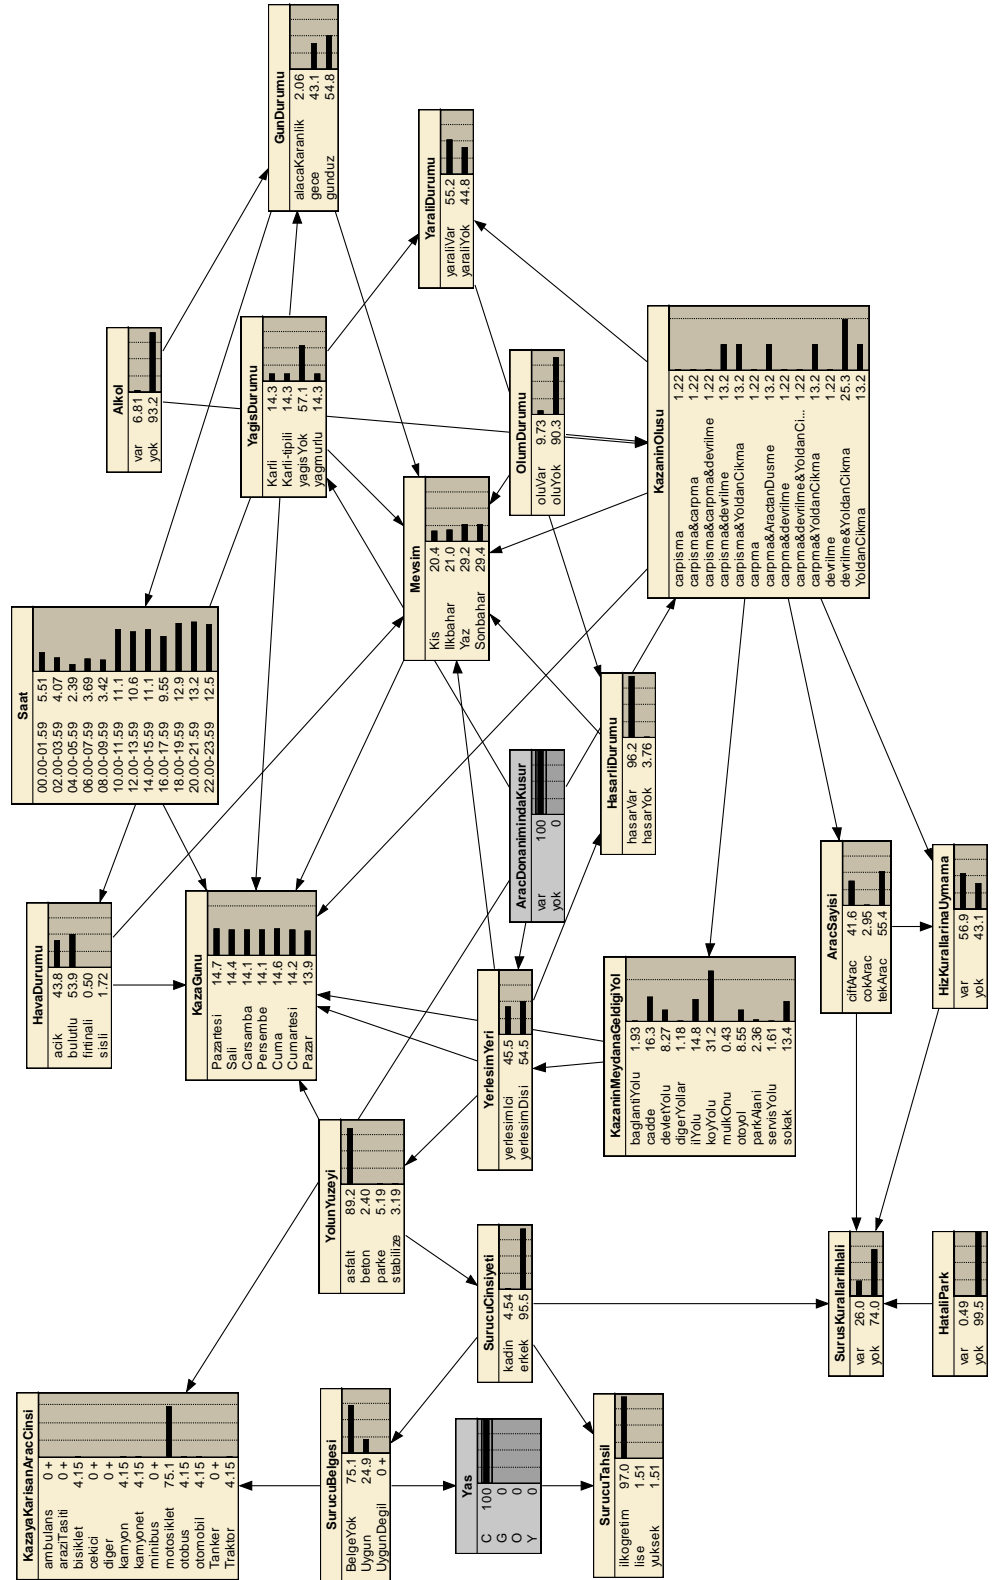 KazayaKarisanAracCinsi
ambulans 0 +
araziTasiti 0 +
bisiklet 4.15
cekici 0 +
diger 0 +
kamyon 4.15
kamyonet 4.15
minibus 0 +
motosiklet 75.1
otobus 4.15
otomobil 4.15
Tanker 0 +
Traktor 4.15
HavaDurumu
acik 43.8
bulutlu 53.9
firtinali 0.50
sisli 1.72
Saat
00.00-01.59 5.51
02.00-03.59 4.07
04.00-05.59 2.39
06.00-07.59 3.69
08.00-09.59 3.42
10.00-11.59 11.1
12.00-13.59 10.6
14.00-15.59 11.1
16.00-17.59 9.55
18.00-19.59 12.9
20.00-21.59 13.2
22.00-23.59 12.5
Alkol
var 6.81
yok 93.2
KazaGunu
Pazartesi 14.7
Sali 14.4
Carsamba 14.1
Persembe 14.1
Cuma 14.6
Cumartesi 14.2
Pazar 13.9
YagisDurumu
Karli 14.3
Karli-tipili 14.3
yagisYok 57.1
yagmurlu 14.3
GunDurumu
alacaKaranlik 2.06
gece 43.1
gunduz 54.8
SurucuBelgesi
BelgeYok 75.1
Uygun 24.9
UygunDegil 0 +
YolunYuzeyi
asfalt 89.2
beton 2.40
parke 5.19
stabilize 3.19
Mevsim
Kis 20.4
Ilkbahar 21.0
Yaz 29.2
Sonbahar 29.4
YaraliDurumu
yaraliVar 55.2
yaraliYok 44.8
Yas
C 100
G 0
O 0
Y 0
SurucuCinsiyeti
kadin 4.54
erkek 95.5
YerlesimYeri
yerlesimIci 45.5
yerlesimDisi 54.5
AracDonanimindaKusur
var 100
yok 0
OlumDurumu
oluVar 9.73
oluYok 90.3
SurucuTahsil
ilkogretim 97.0
lise 1.51
yuksek 1.51
KazaninMeydanaGeldigiYol
baglantiYolu 1.93
cadde 16.3
devletYolu 8.27
digerYollar 1.18
ilYolu 14.8
koyYolu 31.2
mulkOnu 0.43
otoyol 8.55
parkAlani 2.36
servisYolu 1.61
sokak 13.4
HasarliDurumu
hasarVar 96.2
hasarYok 3.76
KazaninOlusu
carpisma 1.22
carpisma&carpma 1.22
carpisma&carpma&devrilme 1.22
carpisma&devrilme 13.2
carpisma&YoldanCikma 13.2
carpma 1.22
carpma&AractanDusme 13.2
carpma&devrilme 1.22
carpma&devrilme&YoldanCi... 1.22
carpma&YoldanCikma 13.2
devrilme 1.22
devrilme&YoldanCikma 25.3
YoldanCikma 13.2
SurusKurallariIhlali
var 26.0
yok 74.0
AracSayisi
ciftArac 41.6
cokArac 2.95
tekArac 55.4
HataliPark
var 0.49
yok 99.5
HizKurallarinaUymama
var 56.9
yok 43.1